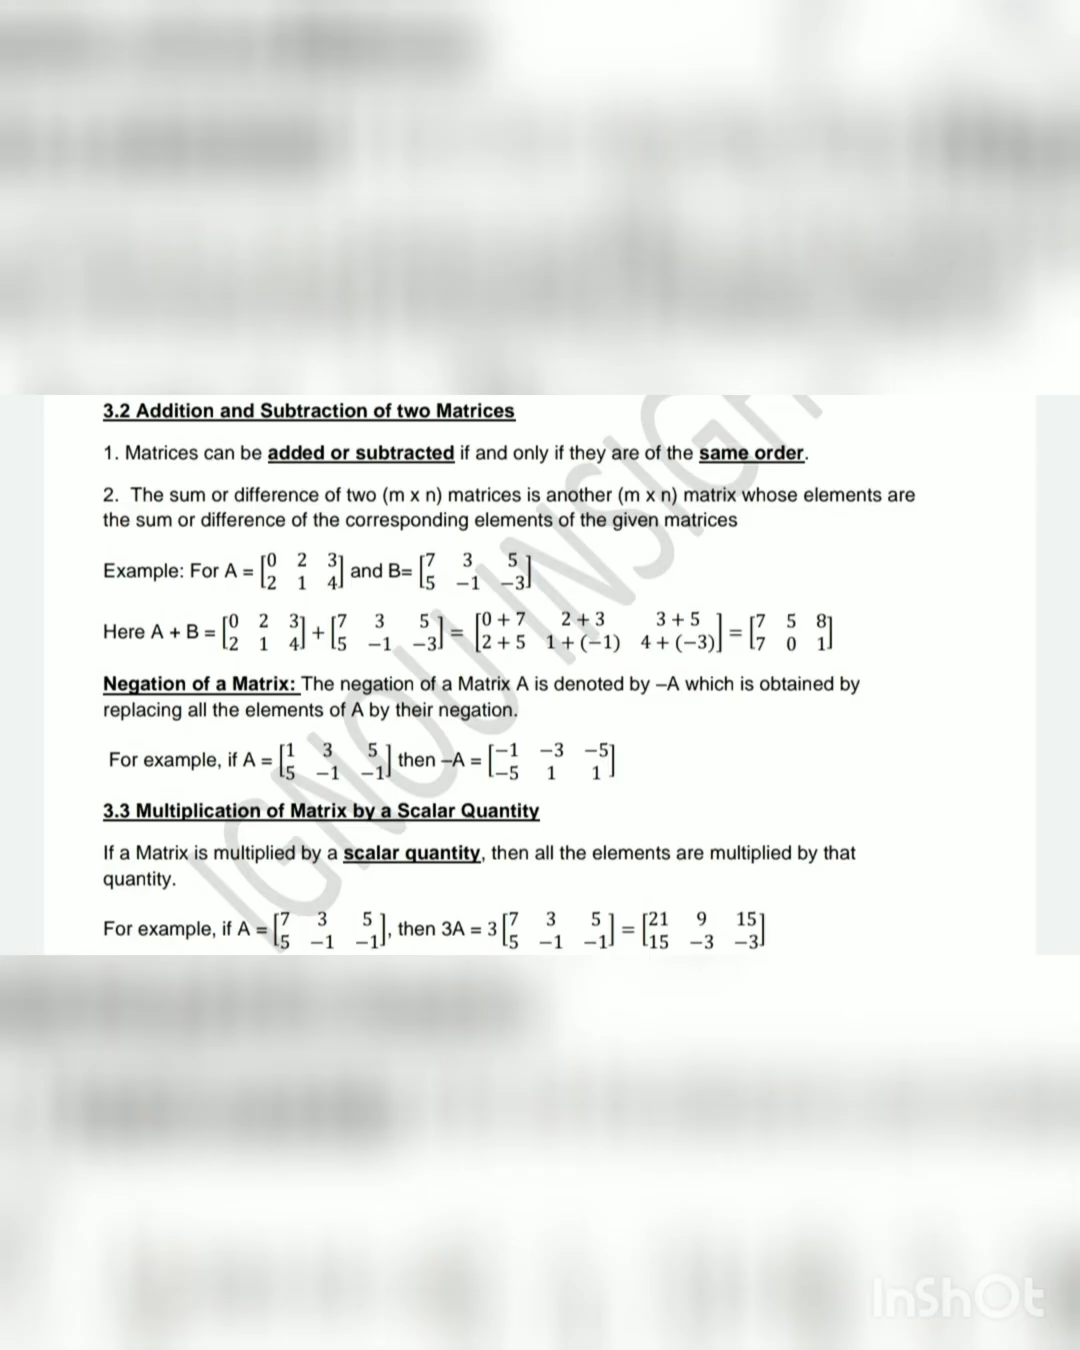 3.2 Addition and Subtraction of two Matrices
1. Matrices can be added or subtracted if and only if they are of the same order.
2. The sum or difference of two (m x n) matrices is another (m x n) matrix whose elements are
the sum or difference of the corresponding elements of the given matrices
Example: For A = [0 2 3; 2 1 4] and B= [7 3 5; 5 −1 −3]
Here A + B = [0 2 3; 2 1 4] + [7 3 5; 5 −1 −3] = [0 + 7 2 + 3 3 + 5; 2 + 5 1 + (−1) 4 + (−3)] = [7 5 8; 7 0 1]
Negation of a Matrix: The negation of a Matrix A is denoted by –A which is obtained by
replacing all the elements of A by their negation.
For example, if A = [1 3 5; 5 −1 −1] then –A = [−1 −3 −5; −5 1 1]
3.3 Multiplication of Matrix by a Scalar Quantity
If a Matrix is multiplied by a scalar quantity, then all the elements are multiplied by that
quantity.
For example, if A = [7 3 5; 5 −1 −1], then 3A = 3 [7 3 5; 5 −1 −1] = [21 9 15; 15 −3 −3]
IGNOU INSIGH
InShOt